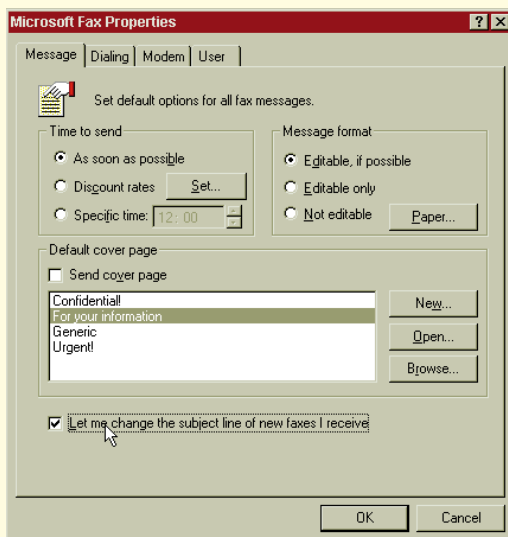 Microsoft Fax Properties
Message Dialing Modem User
Set default options for all fax messages.
Time to send
As soon as possible
Discount rates Set...
Specific time: 12:00
Message format
Editable, if possible
Editable only
Not editable Paper...
Default cover page
Send cover page
Confidential!
For your information
Generic
Urgent!
New...
Open...
Browse...
Let me change the subject line of new faxes I receive
OK Cancel